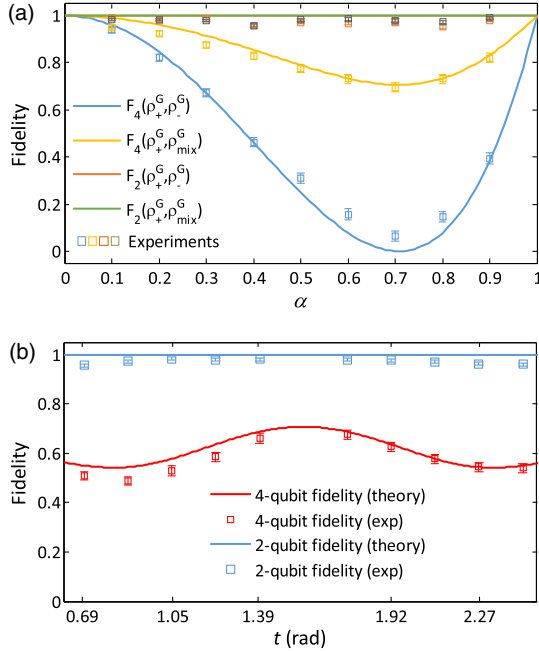 (a)
1
0.8
0.6
0.4
0.2
0
Fidelity
F₄(ρ₊ᴳ,ρ₋ᴳ)
F₄(ρ₊ᴳ,ρₘᵢₓᴳ)
F₂(ρ₊ᴳ,ρ₋ᴳ)
F₂(ρ₊ᴳ,ρₘᵢₓᴳ)
Experiments
0 0.1 0.2 0.3 0.4 0.5 0.6 0.7 0.8 0.9 1
α
(b)
1
0.8
0.6
0.4
0.2
0
Fidelity
4-qubit fidelity (theory)
4-qubit fidelity (exp)
2-qubit fidelity (theory)
2-qubit fidelity (exp)
0.69 1.05 1.39 1.92 2.27
t (rad)